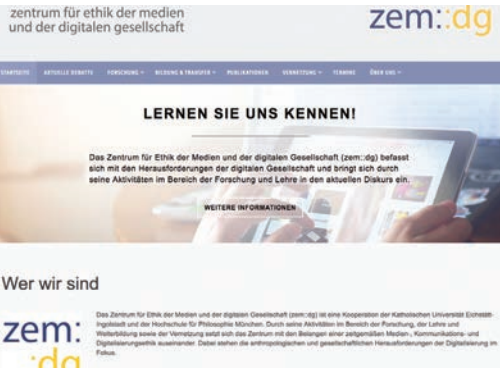 zentrum für ethik der medien
und der digitalen gesellschaft
zem::dg
STARTSEITE AKTUELLE DEBATTE FORSCHUNG BILDUNG & TRANSFER PUBLIKATIONEN VERNETZUNG TERMINE ÜBER UNS
LERNEN SIE UNS KENNEN!
Das Zentrum für Ethik der Medien und der digitalen Gesellschaft (zem::dg) befasst
sich mit den Herausforderungen der digitalen Gesellschaft und bringt sich durch
seine Aktivitäten im Bereich der Forschung und Lehre in den aktuellen Diskurs ein.
WEITERE INFORMATIONEN
Wer wir sind
zem:
:dg
Das Zentrum für Ethik der Medien und der digitalen Gesellschaft (zem::dg) ist eine Kooperation der Katholischen Universität Eichstätt-
Ingolstadt und der Hochschule für Philosophie München. Durch seine Aktivitäten im Bereich der Forschung, der Lehre und
Weiterbildung sowie der Vernetzung setzt sich das Zentrum mit den Belangen einer zeitgemäßen Medien-, Kommunikations- und
Digitalisierungsethik auseinander. Dabei stehen die anthropologischen und gesellschaftlichen Herausforderungen der Digitalisierung im
Fokus.